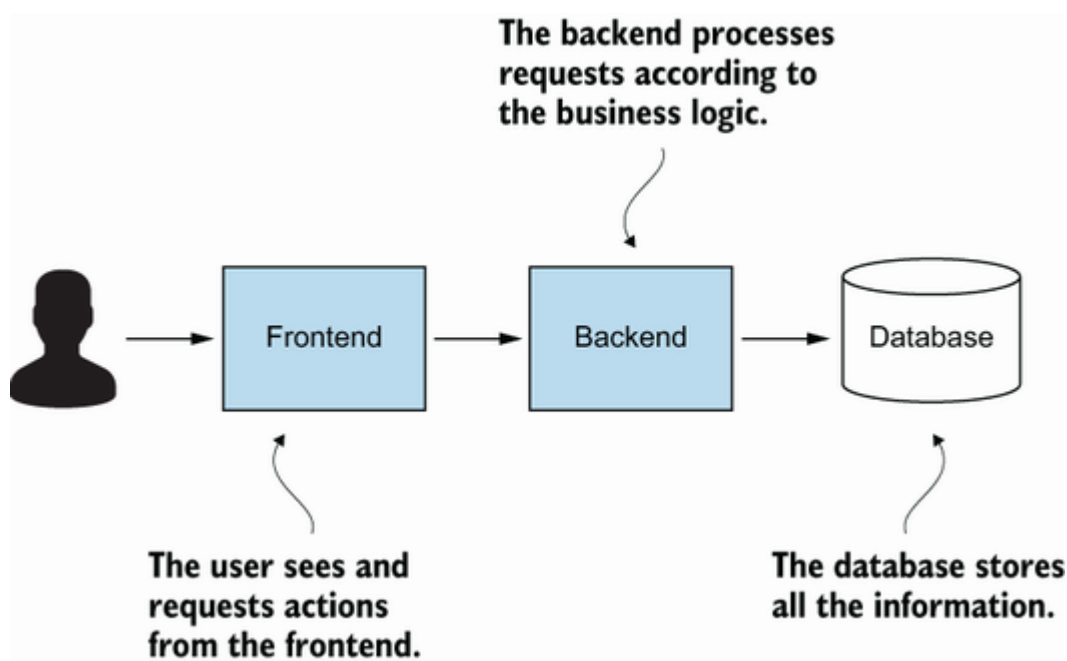 The backend processes
requests according to
the business logic.
Frontend
Backend
Database
The user sees and
requests actions
from the frontend.
The database stores
all the information.